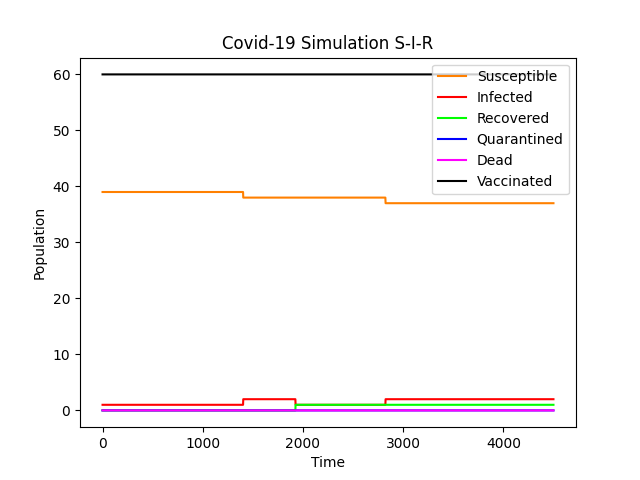 Covid-19 Simulation S-I-R
60
50
40
30
20
10
0
Population
Susceptible
Infected
Recovered
Quarantined
Dead
Vaccinated
0 1000 2000 3000 4000
Time